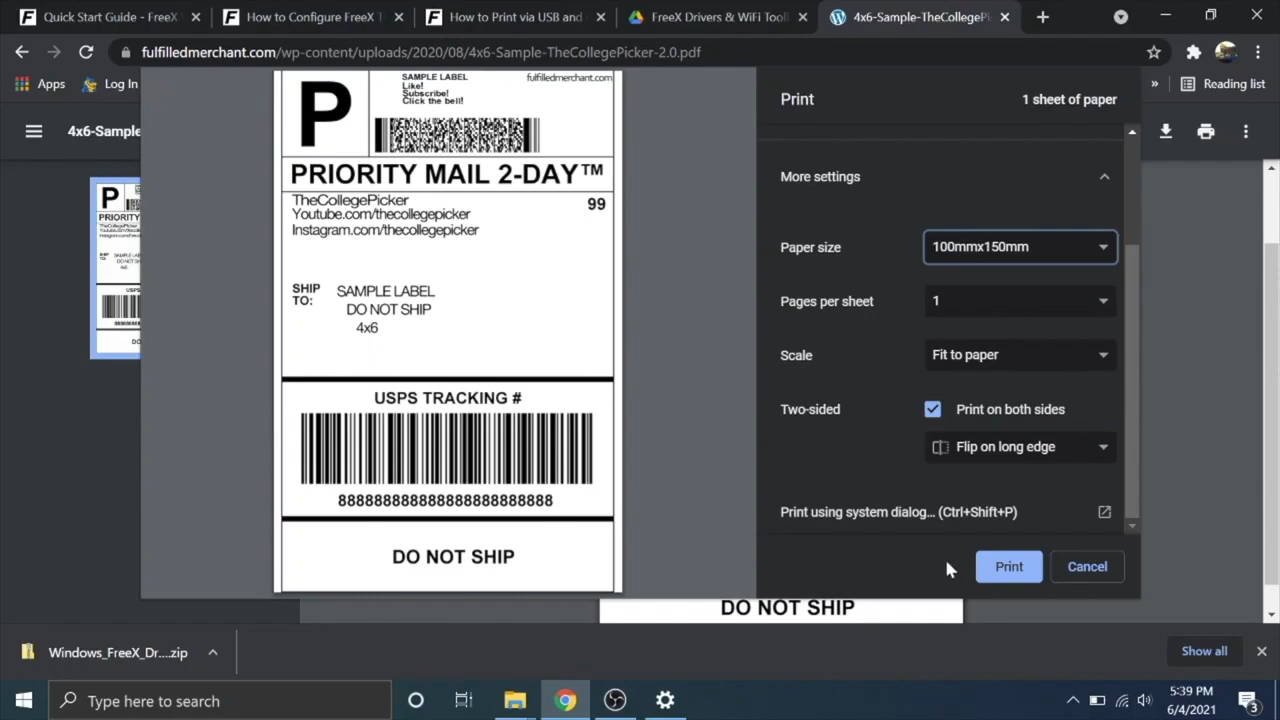 Quick Start Guide - FreeX
How to Configure FreeX T
How to Print via USB and
FreeX Drivers & WiFi Tool
4x6-Sample-TheCollegePi
fulfilledmerchant.com/wp-content/uploads/2020/08/4x6-Sample-TheCollegePicker-2.0.pdf
Apps
Log In
Reading list
4x6-Sample
P
SAMPLE LABEL
Like!
Subscribe!
Click the bell!
fulfilledmerchant.com
PRIORITY MAIL 2-DAY™
TheCollegePicker
Youtube.com/thecollegepicker
Instagram.com/thecollegepicker
99
SHIP
TO:
SAMPLE LABEL
DO NOT SHIP
4x6
USPS TRACKING #
88888888888888888888888888
DO NOT SHIP
Print
1 sheet of paper
More settings
Paper size
100mmx150mm
Pages per sheet
1
Scale
Fit to paper
Two-sided
Print on both sides
Flip on long edge
Print using system dialog... (Ctrl+Shift+P)
Print
Cancel
DO NOT SHIP
Windows_FreeX_Dr....zip
Show all
Type here to search
5:39 PM
6/4/2021
3